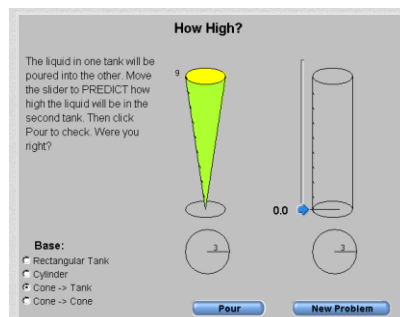 How High?
The liquid in one tank will be
poured into the other. Move
the slider to PREDICT how
high the liquid will be in the
second tank. Then click
Pour to check. Were you
right?
9
0.0
3
3
Base:
Rectangular Tank
Cylinder
Cone -> Tank
Cone -> Cone
Pour
New Problem